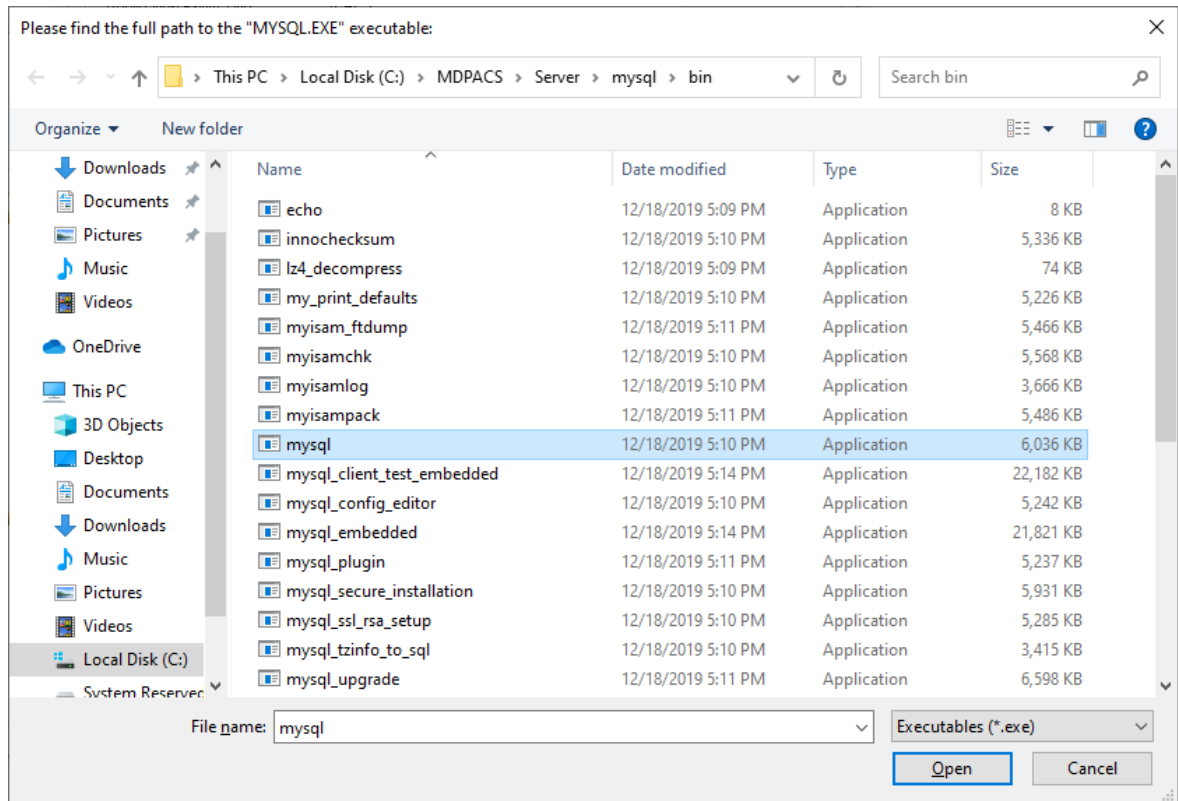 Please find the full path to the "MYSQL.EXE" executable:
This PC > Local Disk (C:) > MDPACS > Server > mysql > bin
Search bin
Organize
New folder
Downloads
Documents
Pictures
Music
Videos
OneDrive
This PC
3D Objects
Desktop
Documents
Downloads
Music
Pictures
Videos
Local Disk (C:)
System Reserved
Name Date modified Type Size
echo 12/18/2019 5:09 PM Application 8 KB
innochecksum 12/18/2019 5:10 PM Application 5,336 KB
lz4_decompress 12/18/2019 5:09 PM Application 74 KB
my_print_defaults 12/18/2019 5:10 PM Application 5,226 KB
myisam_ftdump 12/18/2019 5:11 PM Application 5,466 KB
myisamchk 12/18/2019 5:10 PM Application 5,568 KB
myisamlog 12/18/2019 5:10 PM Application 3,666 KB
myisampack 12/18/2019 5:11 PM Application 5,486 KB
mysql 12/18/2019 5:10 PM Application 6,036 KB
mysql_client_test_embedded 12/18/2019 5:14 PM Application 22,182 KB
mysql_config_editor 12/18/2019 5:10 PM Application 5,242 KB
mysql_embedded 12/18/2019 5:14 PM Application 21,821 KB
mysql_plugin 12/18/2019 5:11 PM Application 5,237 KB
mysql_secure_installation 12/18/2019 5:10 PM Application 5,931 KB
mysql_ssl_rsa_setup 12/18/2019 5:10 PM Application 5,285 KB
mysql_tzinfo_to_sql 12/18/2019 5:10 PM Application 3,415 KB
mysql_upgrade 12/18/2019 5:11 PM Application 6,598 KB
File name: mysql
Executables (*.exe)
Open
Cancel